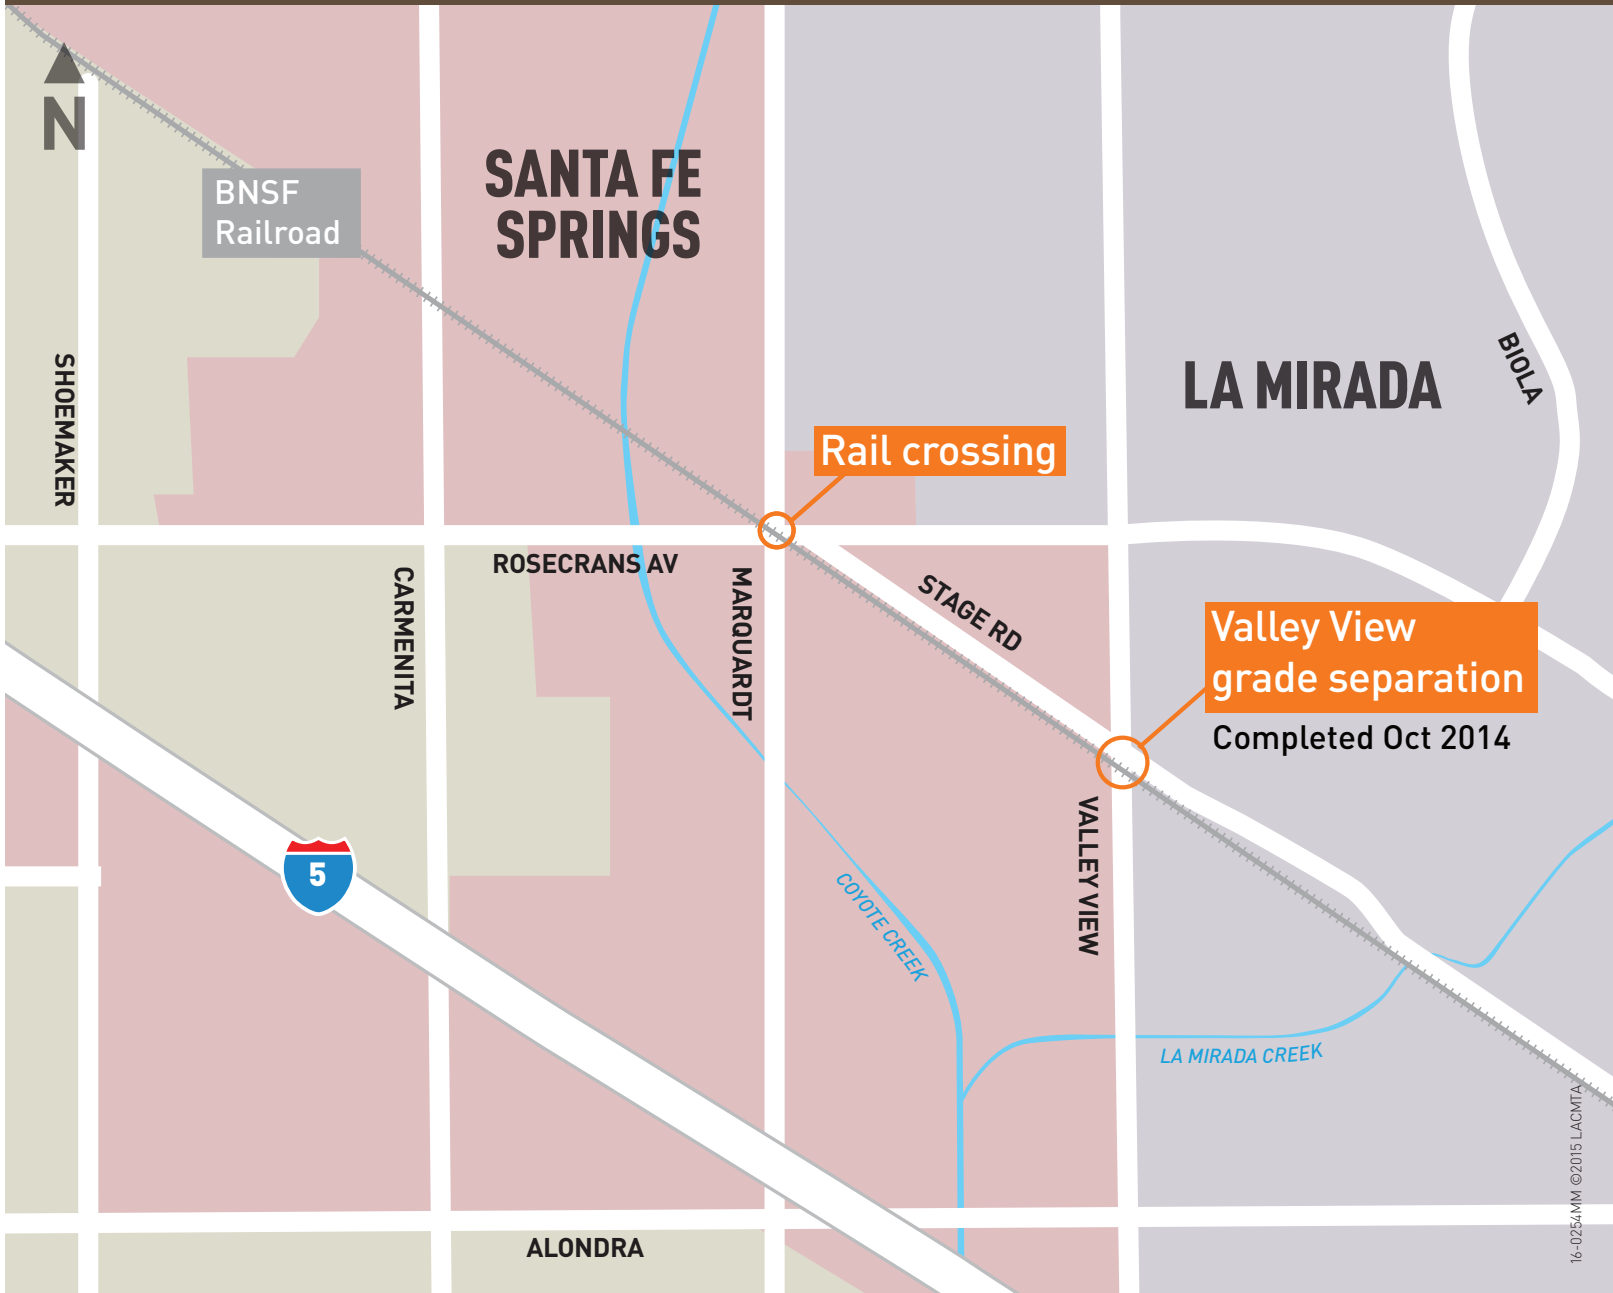 N
BNSF
Railroad
SANTA FE
SPRINGS
LA MIRADA
BIOLA
SHOEMAKER
Rail crossing
ROSECRANS AV
CARMENITA
MARQUARDT
STAGE RD
Valley View
grade separation
Completed Oct 2014
VALLEY VIEW
5
COYOTE CREEK
LA MIRADA CREEK
ALONDRA
16-0254MM ©2015 LACMTA